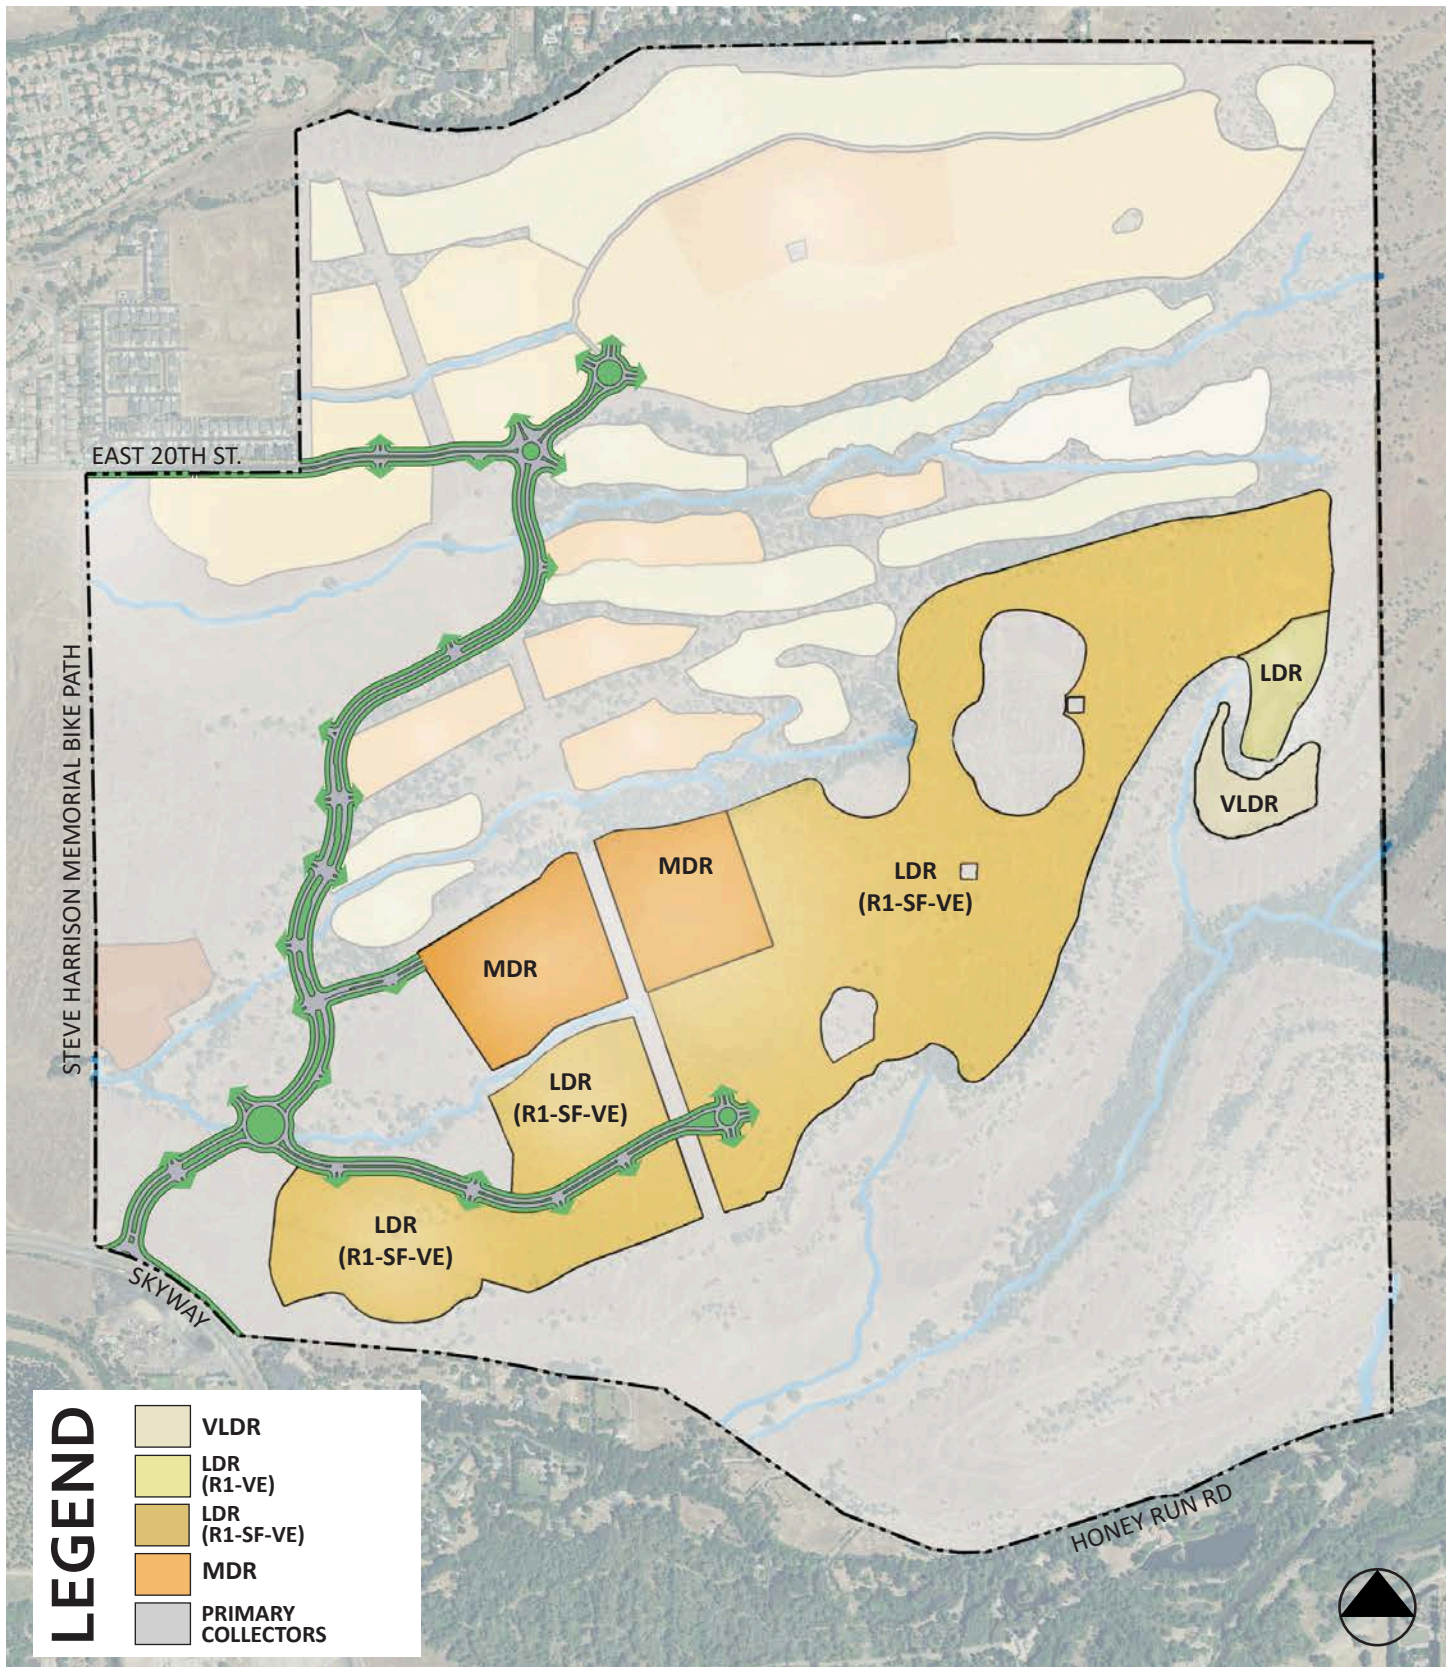 EAST 20TH ST.
STEVE HARRISON MEMORIAL BIKE PATH
LDR
VLDR
MDR
LDR
(R1-SF-VE)
MDR
LDR
(R1-SF-VE)
LDR
(R1-SF-VE)
SKYWAY
HONEY RUN RD
LEGEND
VLDR
LDR
(R1-VE)
LDR
(R1-SF-VE)
MDR
PRIMARY
COLLECTORS